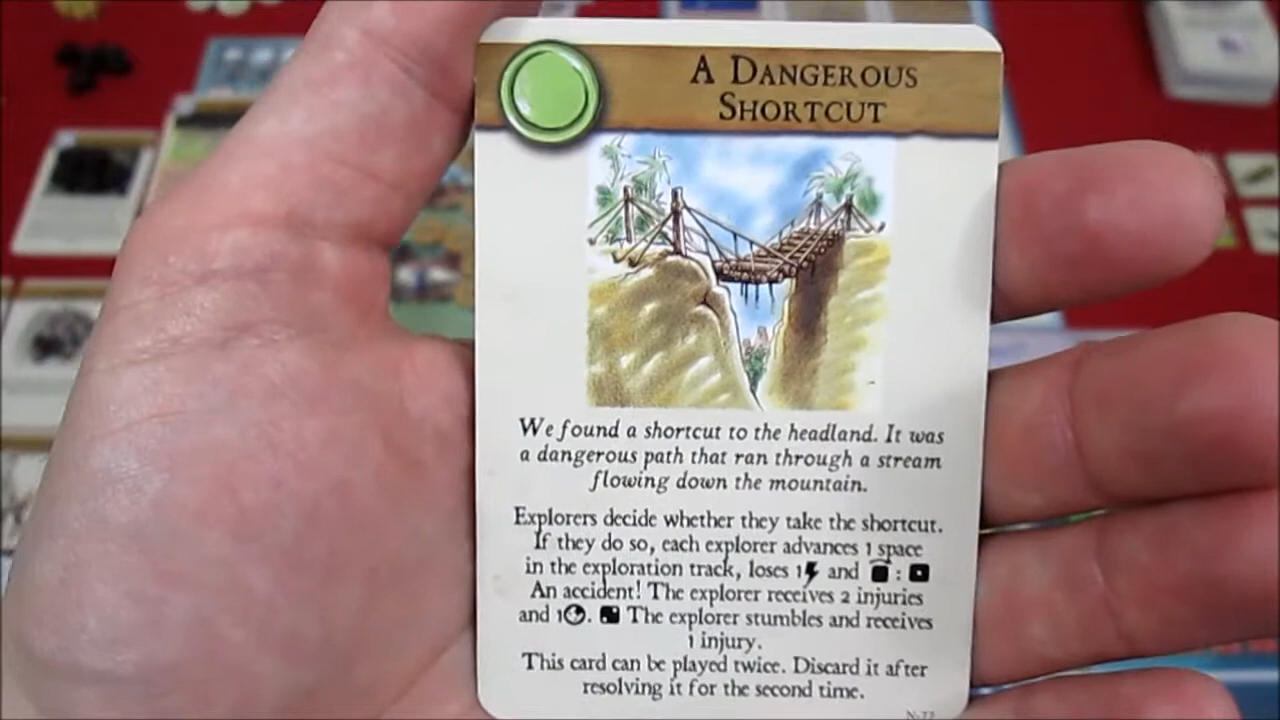 A DANGEROUS
SHORTCUT
We found a shortcut to the headland. It was
a dangerous path that ran through a stream
flowing down the mountain.
Explorers decide whether they take the shortcut.
If they do so, each explorer advances 1 space
in the exploration track, loses 1 and :
An accident! The explorer receives 2 injuries
and 1. The explorer stumbles and receives
1 injury.
This card can be played twice. Discard it after
resolving it for the second time.